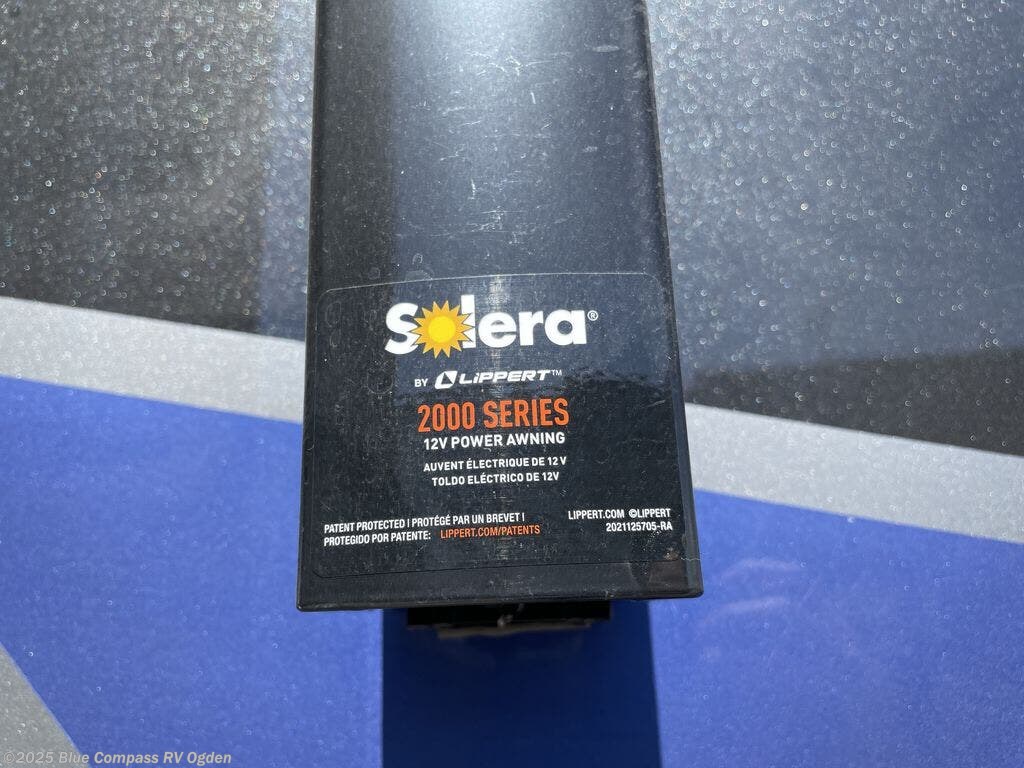 Solera®
BY LiPPERT™
2000 SERIES
12V POWER AWNING
AUVENT ÉLECTRIQUE DE 12 V
TOLDO ELÉCTRICO DE 12V
PATENT PROTECTED | PROTÉGÉ PAR UN BREVET |
PROTEGIDO POR PATENTE: LIPPERT.COM/PATENTS
LIPPERT.COM ©LIPPERT
2021125705-RA
©2025 Blue Compass RV Ogden